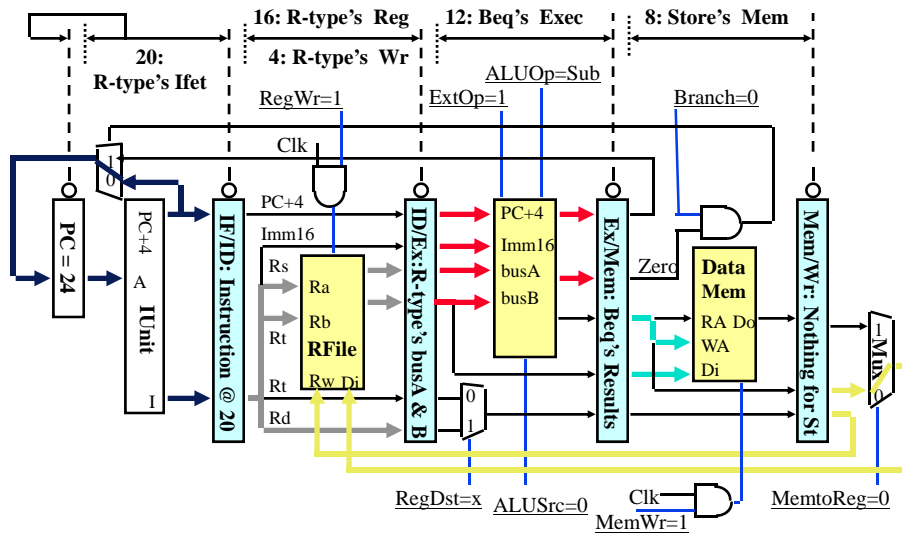 16: R-type's Reg
12: Beq's Exec
8: Store's Mem
20:
R-type's Ifet
4: R-type's Wr
ALUOp=Sub
RegWr=1
ExtOp=1
Branch=0
Clk
1
0
PC+4
PC+4
Imm16
Rs
Ra
Rb
Rt
RFile
Rw Di
Rt
Rd
PC = 24
PC+4
A
IUnit
I
IF/ID: Instruction @ 20
ID/Ex:R-type's busA & B
Imm16
busA
busB
0
1
Ex/Mem: Beq's Results
Zero
Data
Mem
RA Do
WA
Di
Mem/Wr: Nothing for St
1
Mux
0
RegDst=x
ALUSrc=0
Clk
MemWr=1
MemtoReg=0